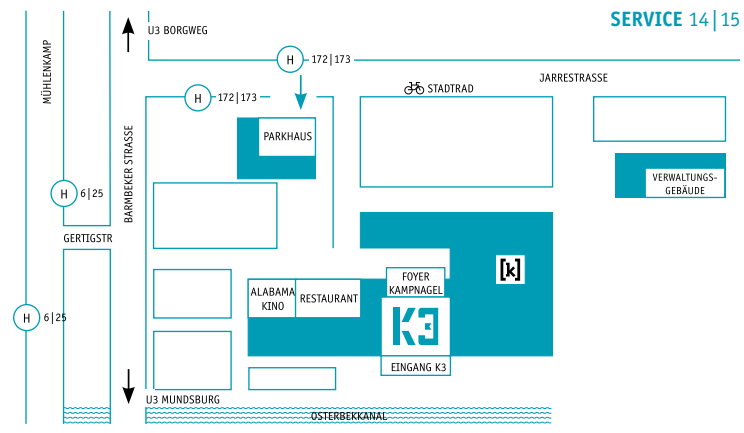 SERVICE 14|15
U3 BORGWEG
MÜHLENKAMP
H 172|173
JARRESTRASSE
STADTRAD
H 172|173
PARKHAUS
BARMBEKER STRASSE
VERWALTUNGS-
GEBÄUDE
H 6|25
GERTIGSTR
[k]
FOYER
KAMPNAGEL
ALABAMA
KINO
RESTAURANT
K3
H 6|25
EINGANG K3
U3 MUNDSBURG
OSTERBEKKANAL